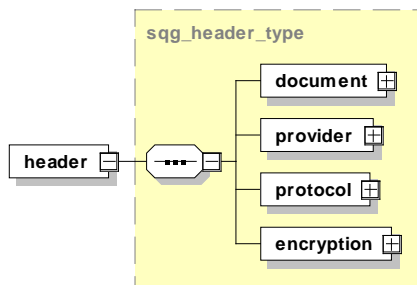 sqg_header_type
document
provider
header
protocol
encryption